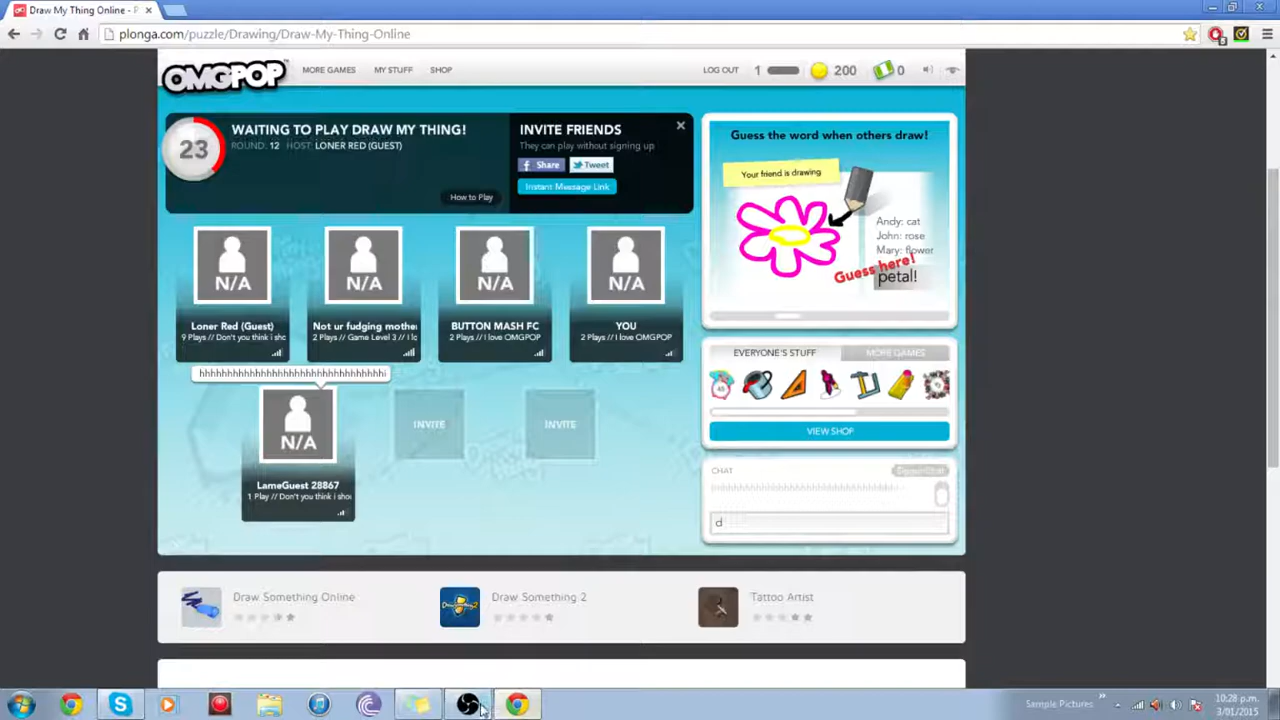 Draw My Thing Online - P
plonga.com/puzzle/Drawing/Draw-My-Thing-Online
OMGPOP
MORE GAMES
MY STUFF
SHOP
LOG OUT
1
200
0
23
WAITING TO PLAY DRAW MY THING!
ROUND: 12 HOST: LONER RED (GUEST)
How to Play
INVITE FRIENDS
They can play without signing up
Share
Tweet
Instant Message Link
Guess the word when others draw!
Your friend is drawing
Andy: cat
John: rose
Mary: flower
Guess here!
petal!
N/A
N/A
N/A
N/A
Loner Red (Guest)
9 Plays // Don't you think i shc
Not ur fudging mother
2 Plays // Game Level 3 // I lo
BUTTON MASH FC
2 Plays // I love OMGPOP
YOU
2 Plays // I love OMGPOP
EVERYONE'S STUFF
MORE GAMES
VIEW SHOP
N/A
INVITE
INVITE
LameGuest 28867
1 Play // Don't you think i shou
CHAT
d
Draw Something Online
Draw Something 2
Tattoo Artist
Sample Pictures
10:28 p.m.
3/01/2015